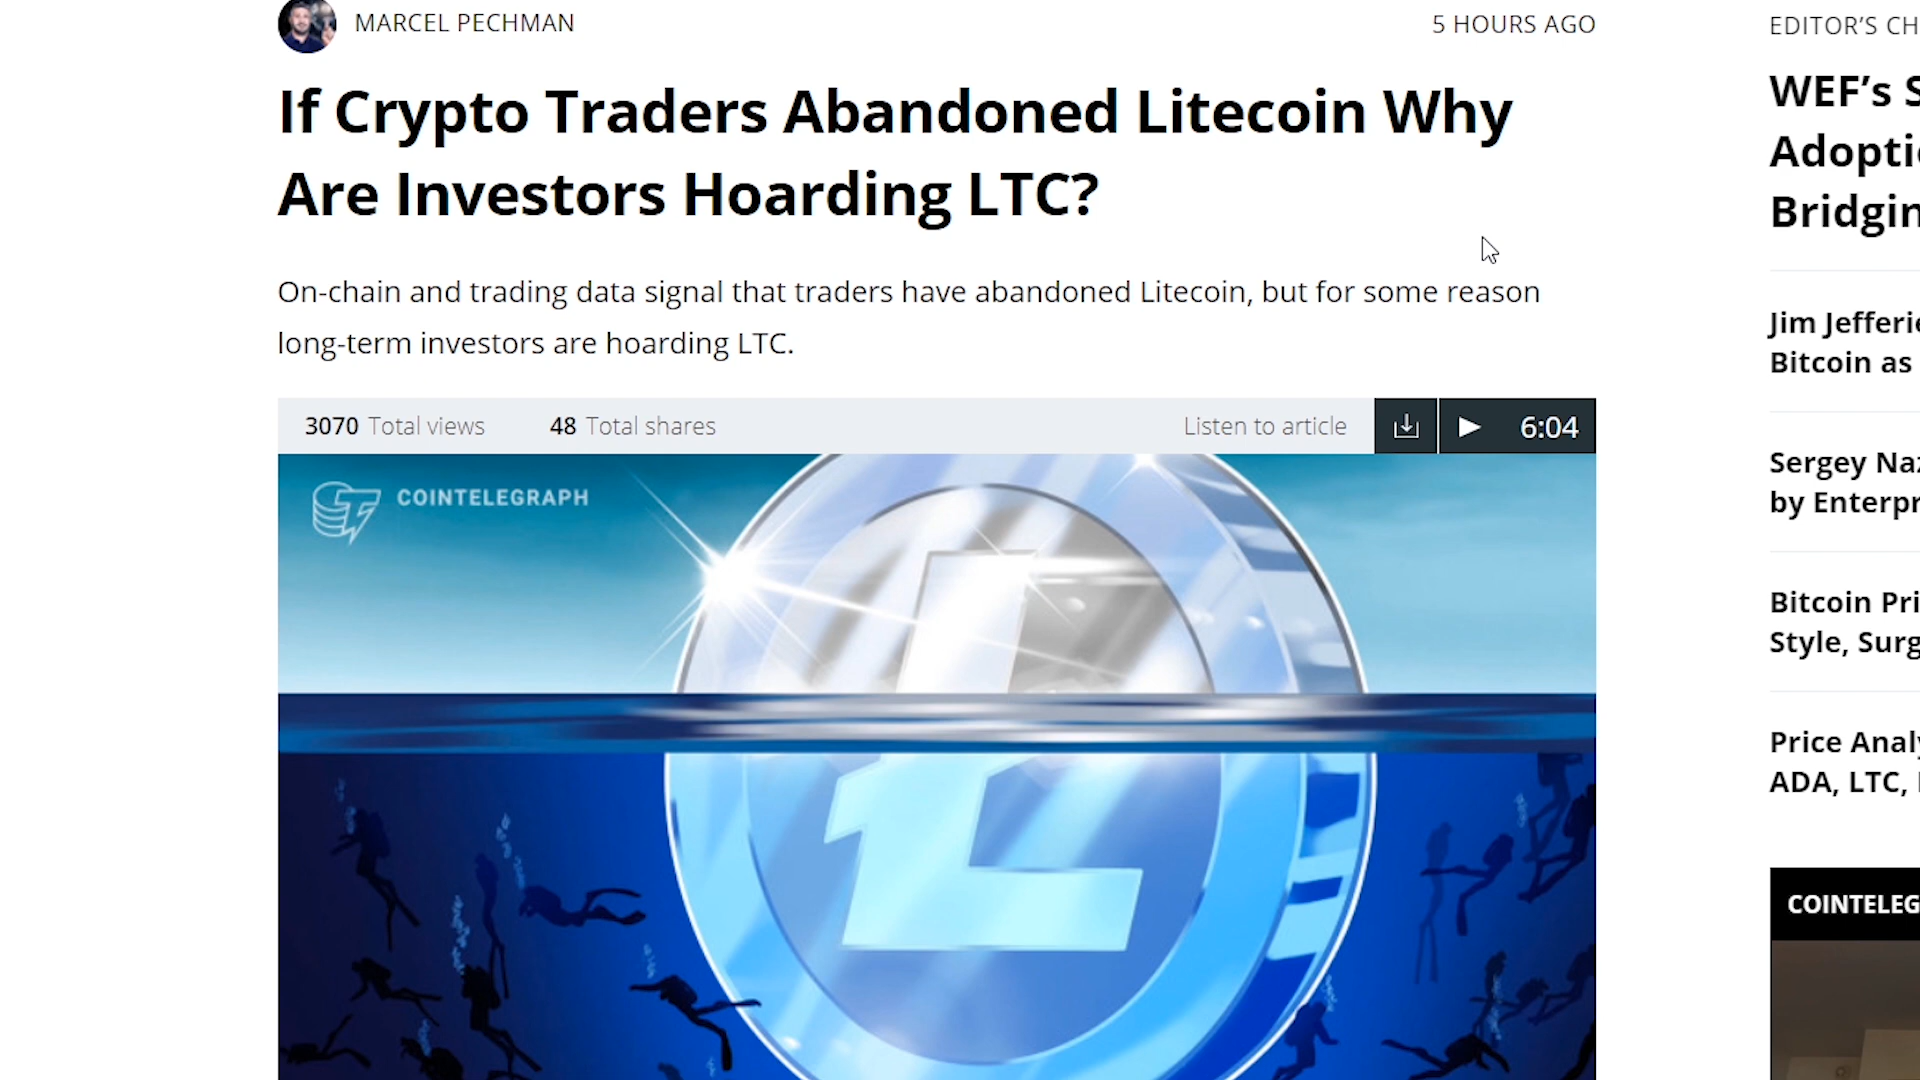 MARCEL PECHMAN
5 HOURS AGO
If Crypto Traders Abandoned Litecoin Why
Are Investors Hoarding LTC?
On-chain and trading data signal that traders have abandoned Litecoin, but for some reason
long-term investors are hoarding LTC.
3070 Total views
48 Total shares
Listen to article
6:04
COINTELEGRAPH
EDITOR'S CH
WEF's S
Adopti
Bridgin
Jim Jefferie
Bitcoin as
Sergey Naz
by Enterpr
Bitcoin Pri
Style, Surg
Price Analy
ADA, LTC,
COINTELEG